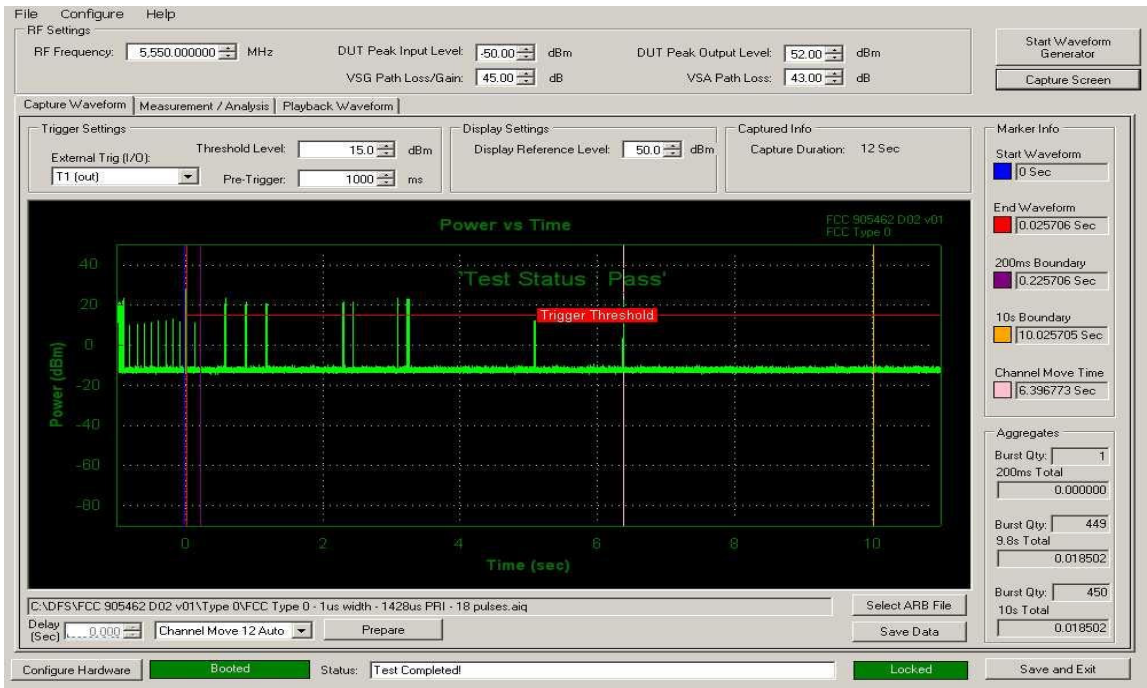 File Configure Help
RF Settings
RF Frequency: 5,550.000000 MHz DUT Peak Input Level: -50.00 dBm DUT Peak Output Level: 52.00 dBm
VSG Path Loss/Gain: 45.00 dB VSA Path Loss: 43.00 dB
Start Waveform
Generator
Capture Screen
Capture Waveform Measurement / Analysis Playback Waveform
Trigger Settings
External Trig (I/O):
T1 (out)
Threshold Level: 15.0 dBm
Pre-Trigger: 1000 ms
Display Settings
Display Reference Level: 50.0 dBm
Captured Info
Capture Duration: 12 Sec
Marker Info
Start Waveform
0 Sec
End Waveform
0.025706 Sec
200ms Boundary
0.225706 Sec
10s Boundary
10.025705 Sec
Channel Move Time
6.396773 Sec
Power vs Time
FCC 905462 D02 v01
FCC Type 0
'Test Status : Pass'
Trigger Threshold
Power (dBm)
40
20
0
-20
-40
-60
-80
0 2 4 6 8 10
Time (sec)
Aggregates
Burst Qty: 1
200ms Total
0.000000
Burst Qty: 449
9.8s Total
0.018502
Burst Qty: 450
10s Total
0.018502
C:\DFS\FCC 905462 D02 v01\Type 0\FCC Type 0 - 1us width - 1428us PRI - 18 pulses.aiq
Select ARB File
Delay
(Sec) 0.000 Channel Move 12 Auto Prepare
Save Data
Configure Hardware Booted Status: Test Completed! Locked Save and Exit